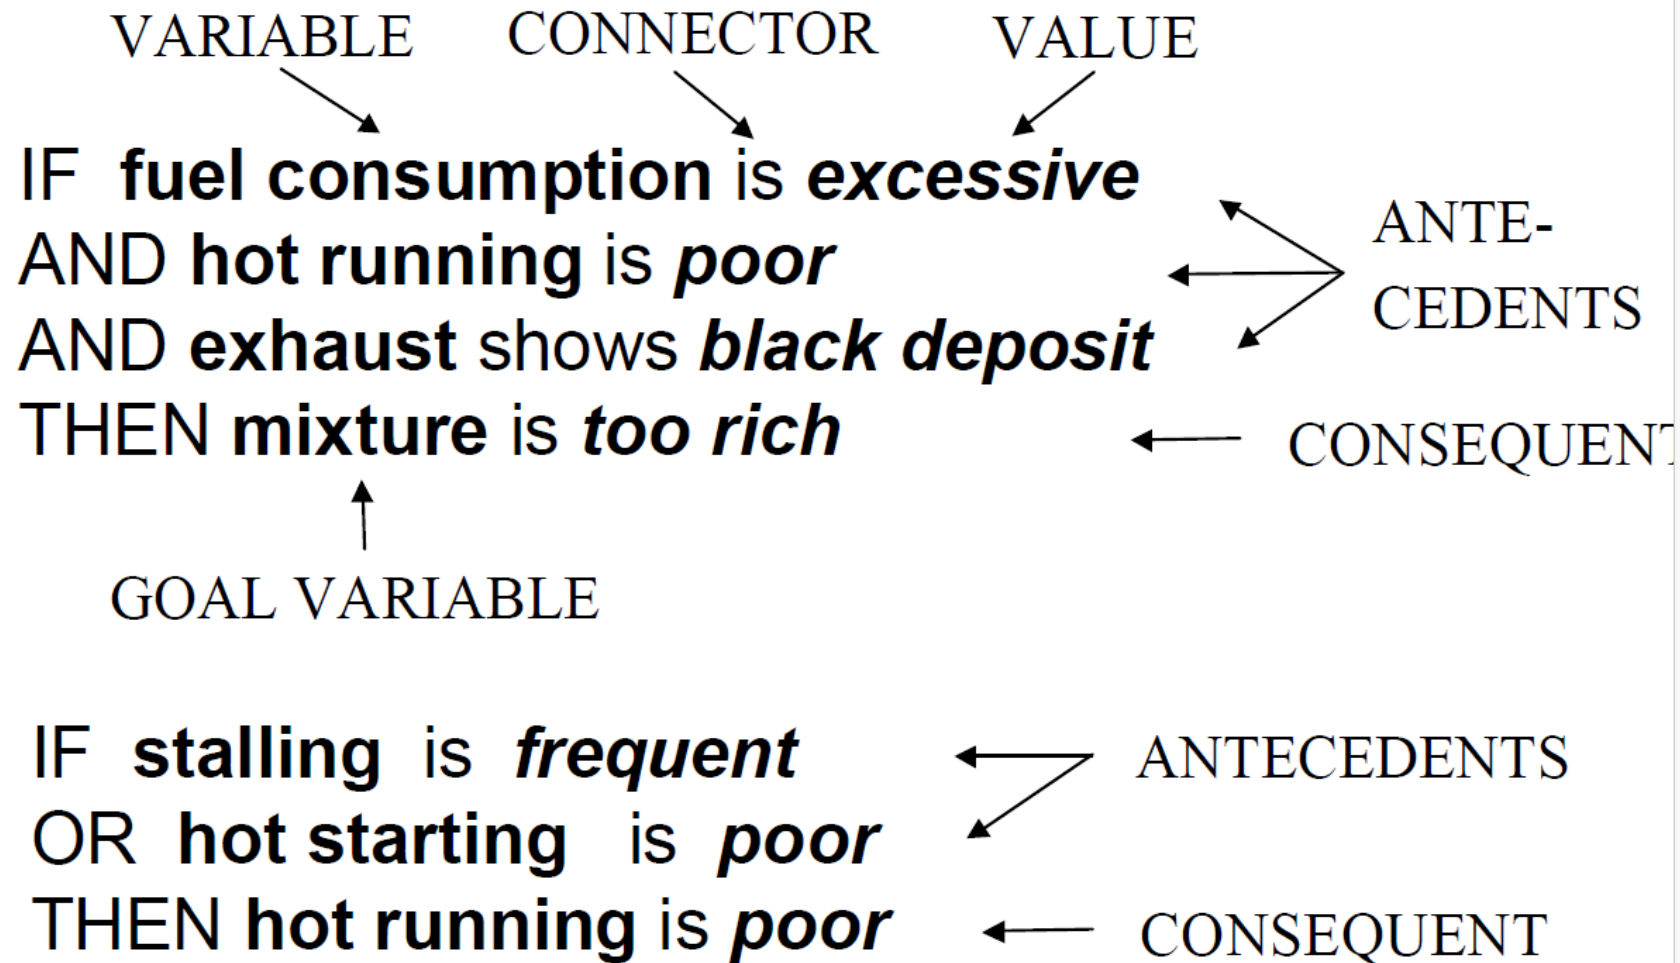 VARIABLE CONNECTOR VALUE
IF fuel consumption is excessive
AND hot running is poor
AND exhaust shows black deposit
THEN mixture is too rich
ANTE-
CEDENTS
CONSEQUENT
GOAL VARIABLE
IF stalling is frequent ANTECEDENTS
OR hot starting is poor
THEN hot running is poor CONSEQUENT